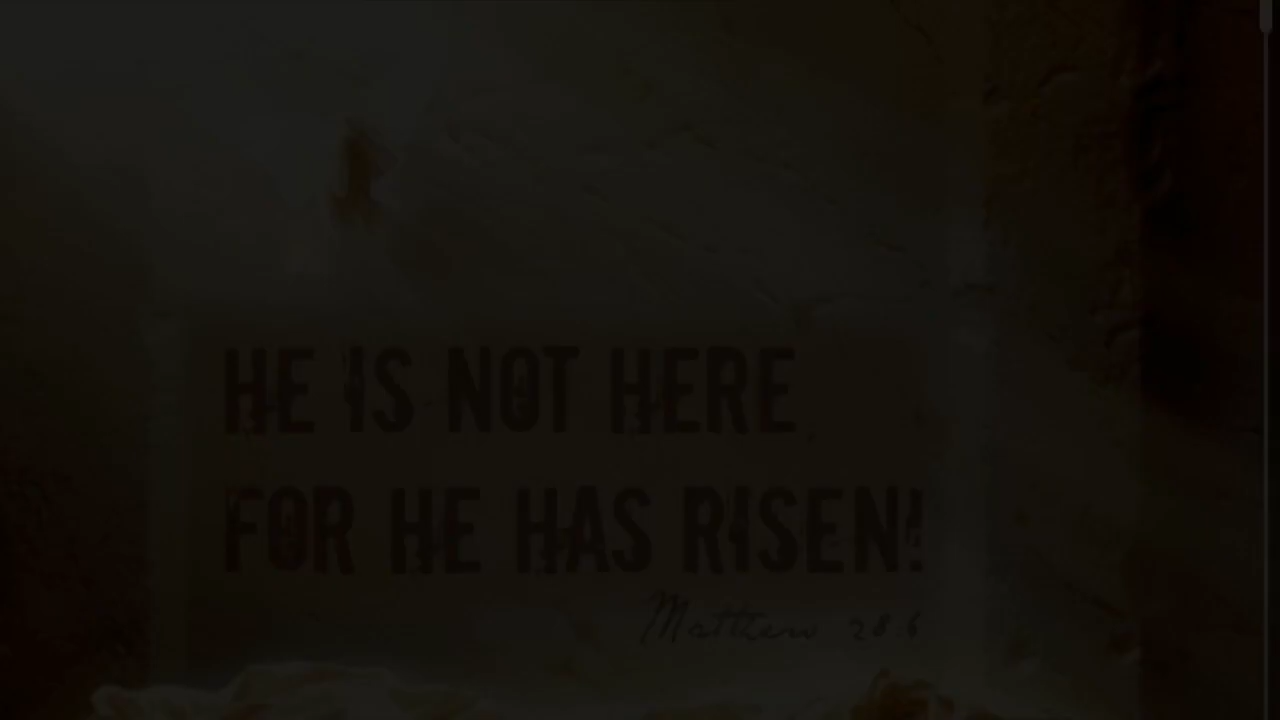 HE IS NOT HERE,
FOR HE HAS RISEN!
Matthew 28 6